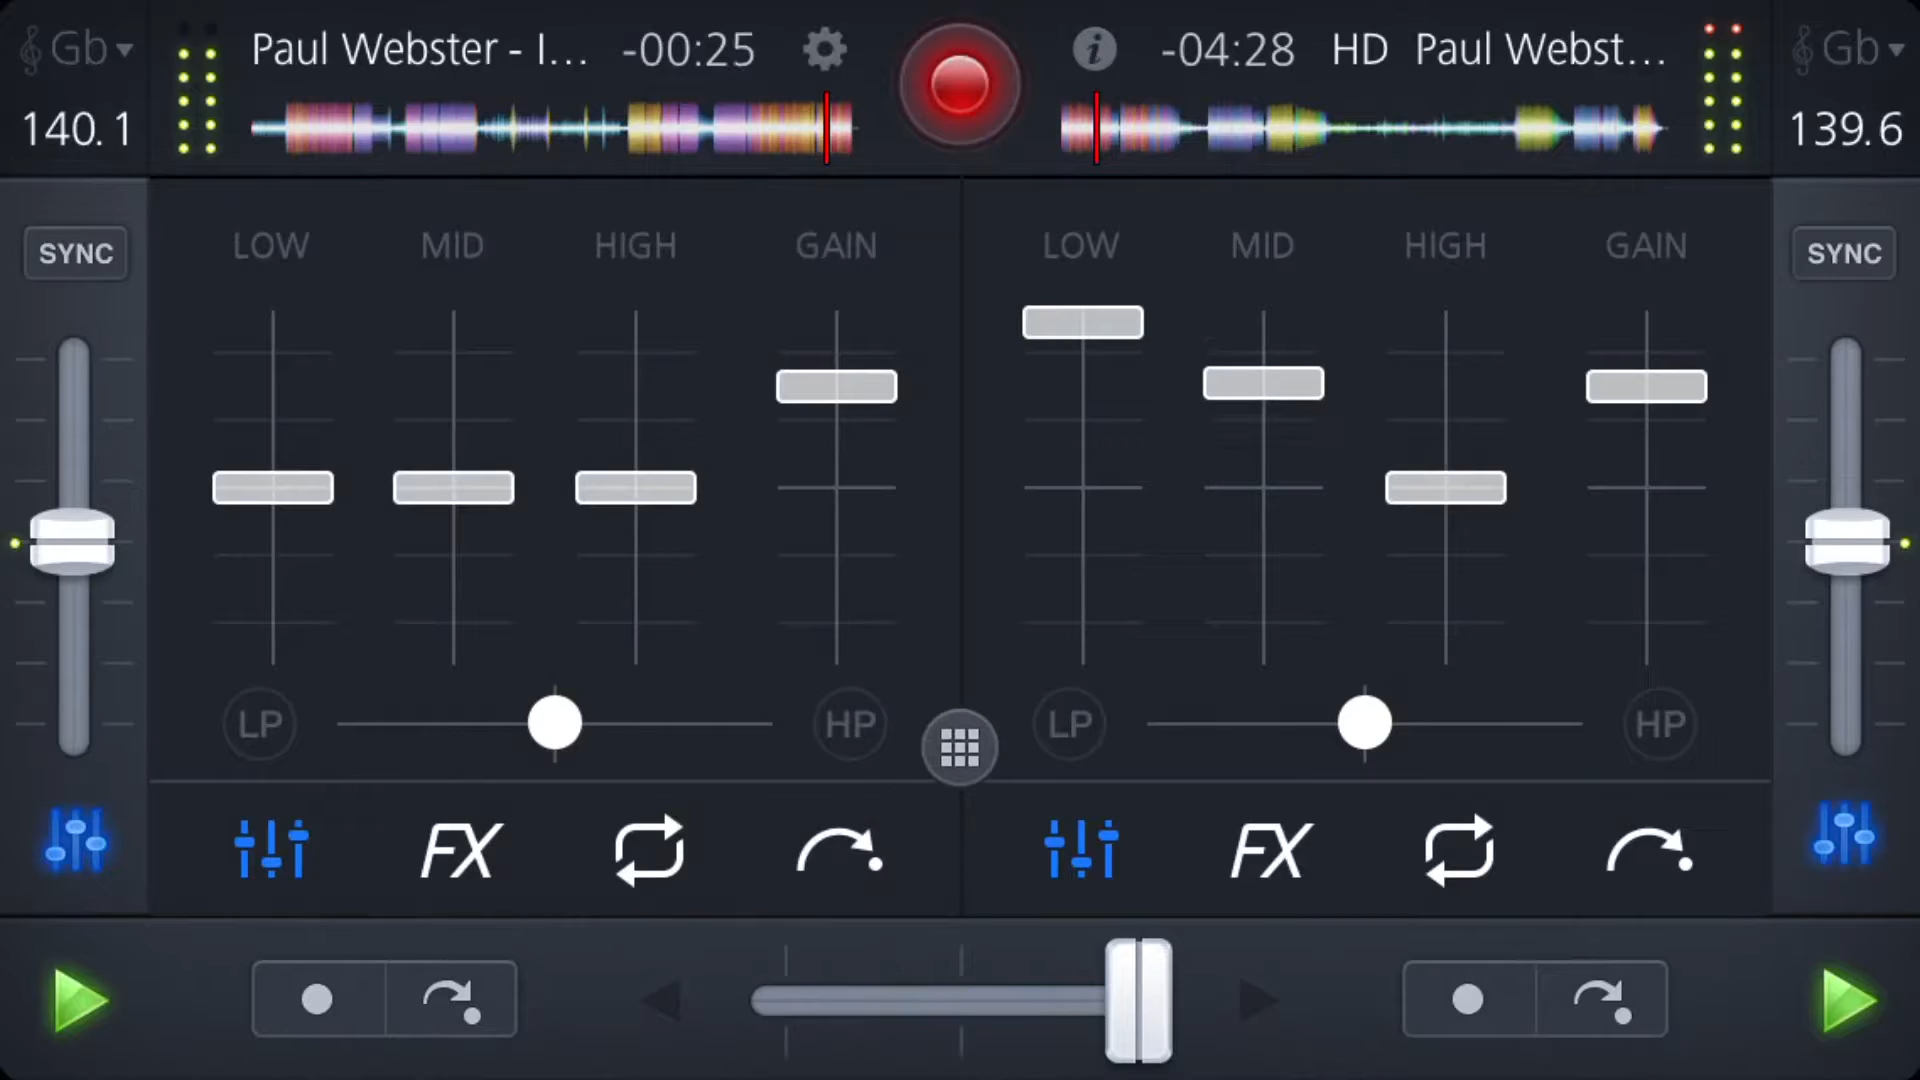 Gb Paul Webster - I... -00:25 -04:28 HD Paul Webst... Gb
140.1 139.6
SYNC LOW MID HIGH GAIN LOW MID HIGH GAIN SYNC
LP HP LP HP
FX FX